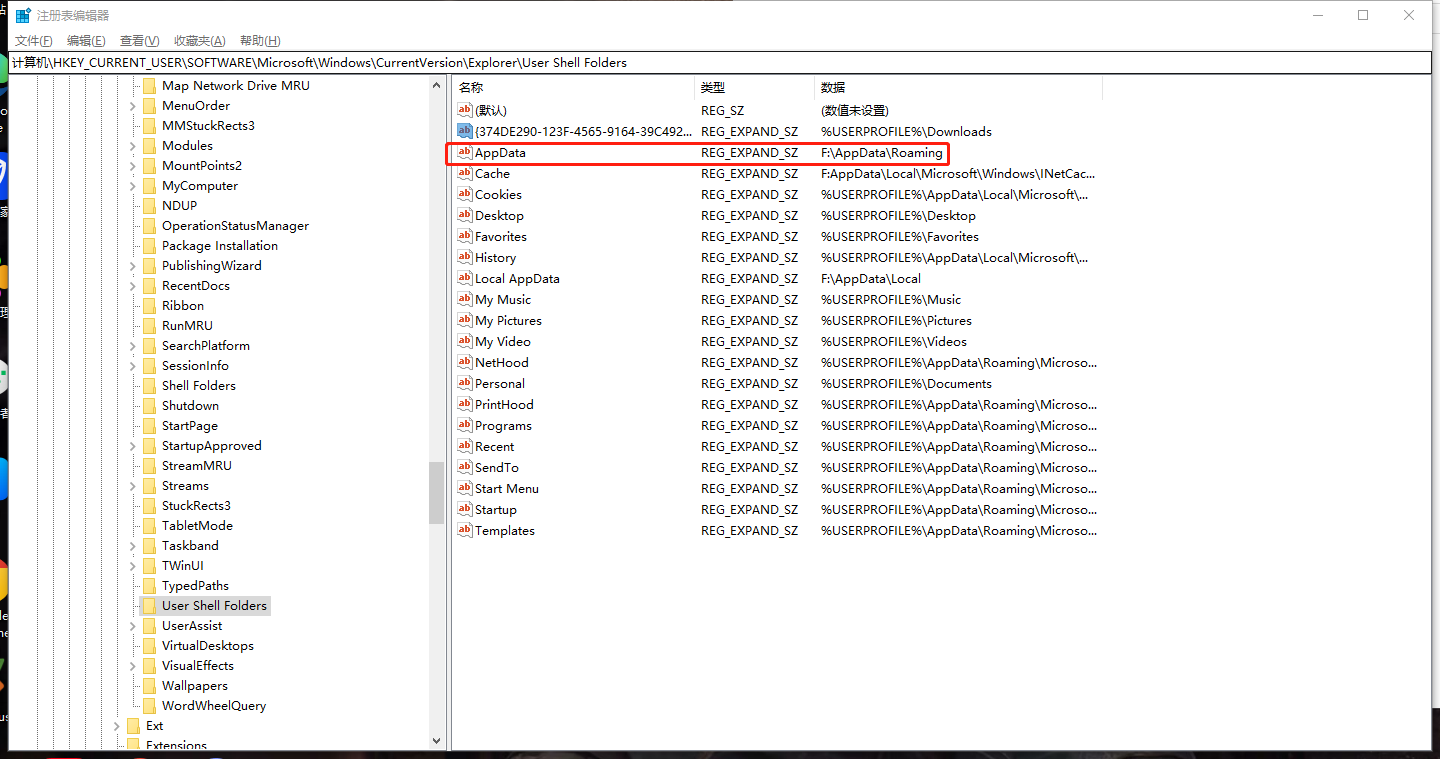 注册表编辑器
文件(F) 编辑(E) 查看(V) 收藏夹(A) 帮助(H)
计算机\HKEY_CURRENT_USER\SOFTWARE\Microsoft\Windows\CurrentVersion\Explorer\User Shell Folders
Map Network Drive MRU
MenuOrder
MMStuckRects3
Modules
MountPoints2
MyComputer
NDUP
OperationStatusManager
Package Installation
PublishingWizard
RecentDocs
Ribbon
RunMRU
SearchPlatform
SessionInfo
Shell Folders
Shutdown
StartPage
StartupApproved
StreamMRU
Streams
StuckRects3
TabletMode
Taskband
TWinUI
TypedPaths
User Shell Folders
UserAssist
VirtualDesktops
VisualEffects
Wallpapers
WordWheelQuery
Ext
Extensions
名称 类型 数据
(默认) REG_SZ (数值未设置)
{374DE290-123F-4565-9164-39C492... REG_EXPAND_SZ %USERPROFILE%\Downloads
AppData REG_EXPAND_SZ F:\AppData\Roaming
Cache REG_EXPAND_SZ F:AppData\Local\Microsoft\Windows\INetCac...
Cookies REG_EXPAND_SZ %USERPROFILE%\AppData\Local\Microsoft\...
Desktop REG_EXPAND_SZ %USERPROFILE%\Desktop
Favorites REG_EXPAND_SZ %USERPROFILE%\Favorites
History REG_EXPAND_SZ %USERPROFILE%\AppData\Local\Microsoft\...
Local AppData REG_EXPAND_SZ F:\AppData\Local
My Music REG_EXPAND_SZ %USERPROFILE%\Music
My Pictures REG_EXPAND_SZ %USERPROFILE%\Pictures
My Video REG_EXPAND_SZ %USERPROFILE%\Videos
NetHood REG_EXPAND_SZ %USERPROFILE%\AppData\Roaming\Microso...
Personal REG_EXPAND_SZ %USERPROFILE%\Documents
PrintHood REG_EXPAND_SZ %USERPROFILE%\AppData\Roaming\Microso...
Programs REG_EXPAND_SZ %USERPROFILE%\AppData\Roaming\Microso...
Recent REG_EXPAND_SZ %USERPROFILE%\AppData\Roaming\Microso...
SendTo REG_EXPAND_SZ %USERPROFILE%\AppData\Roaming\Microso...
Start Menu REG_EXPAND_SZ %USERPROFILE%\AppData\Roaming\Microso...
Startup REG_EXPAND_SZ %USERPROFILE%\AppData\Roaming\Microso...
Templates REG_EXPAND_SZ %USERPROFILE%\AppData\Roaming\Microso...